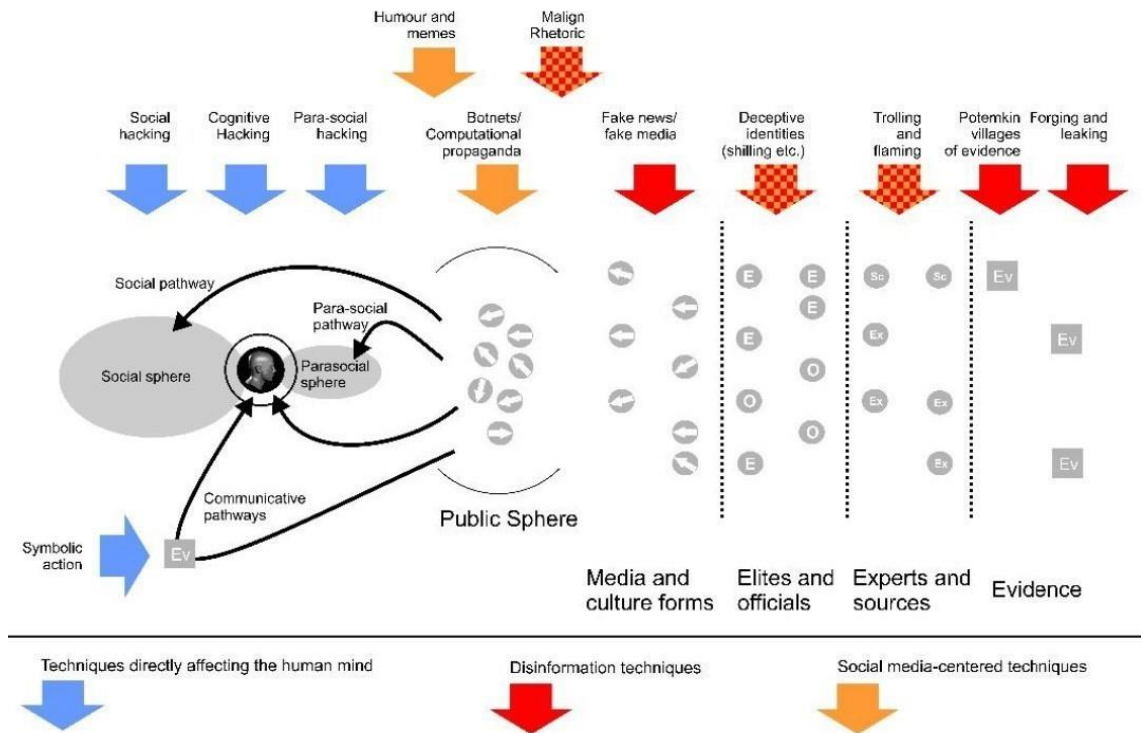 Humour and
memes
Malign
Rhetoric
Social
hacking
Cognitive
Hacking
Para-social
hacking
Botnets/
Computational
propaganda
Fake news/
fake media
Deceptive
identities
(shilling etc.)
Trolling
and
flaming
Potemkin
villages
of evidence
Forging and
leaking
Social pathway
Para-social
pathway
Social sphere
Parasocial
sphere
Communicative
pathways
Symbolic
action
Ev
Public Sphere
E
E
Sc
Sc
Ev
E
E
Ex
Ev
O
O
Ex
Ex
O
E
Ex
Ev
Media and
culture forms
Elites and
officials
Experts and
sources
Evidence
Techniques directly affecting the human mind
Disinformation techniques
Social media-centered techniques